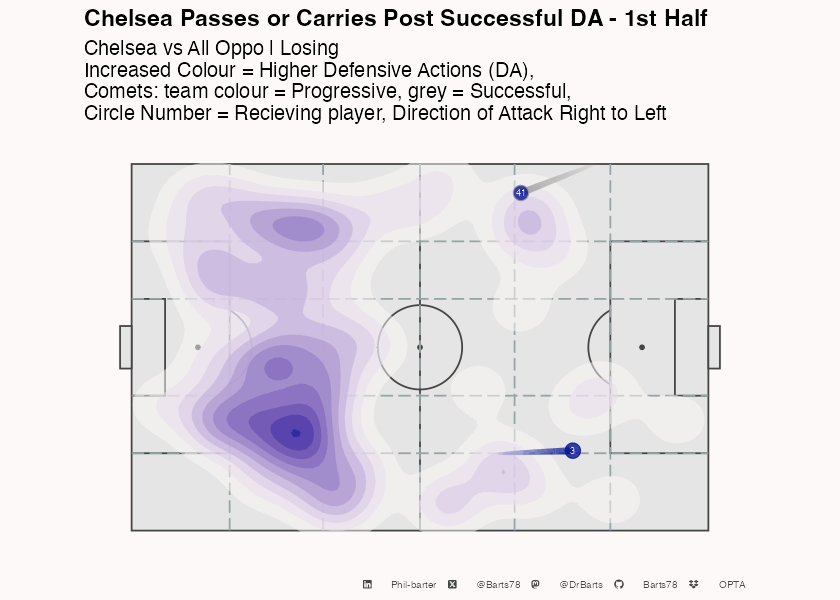 Chelsea Passes or Carries Post Successful DA - 1st Half
Chelsea vs All Oppo | Losing
Increased Colour = Higher Defensive Actions (DA),
Comets: team colour = Progressive, grey = Successful,
Circle Number = Recieving player, Direction of Attack Right to Left
41
3
Phil-barter @Barts78 @DrBarts Barts78 OPTA